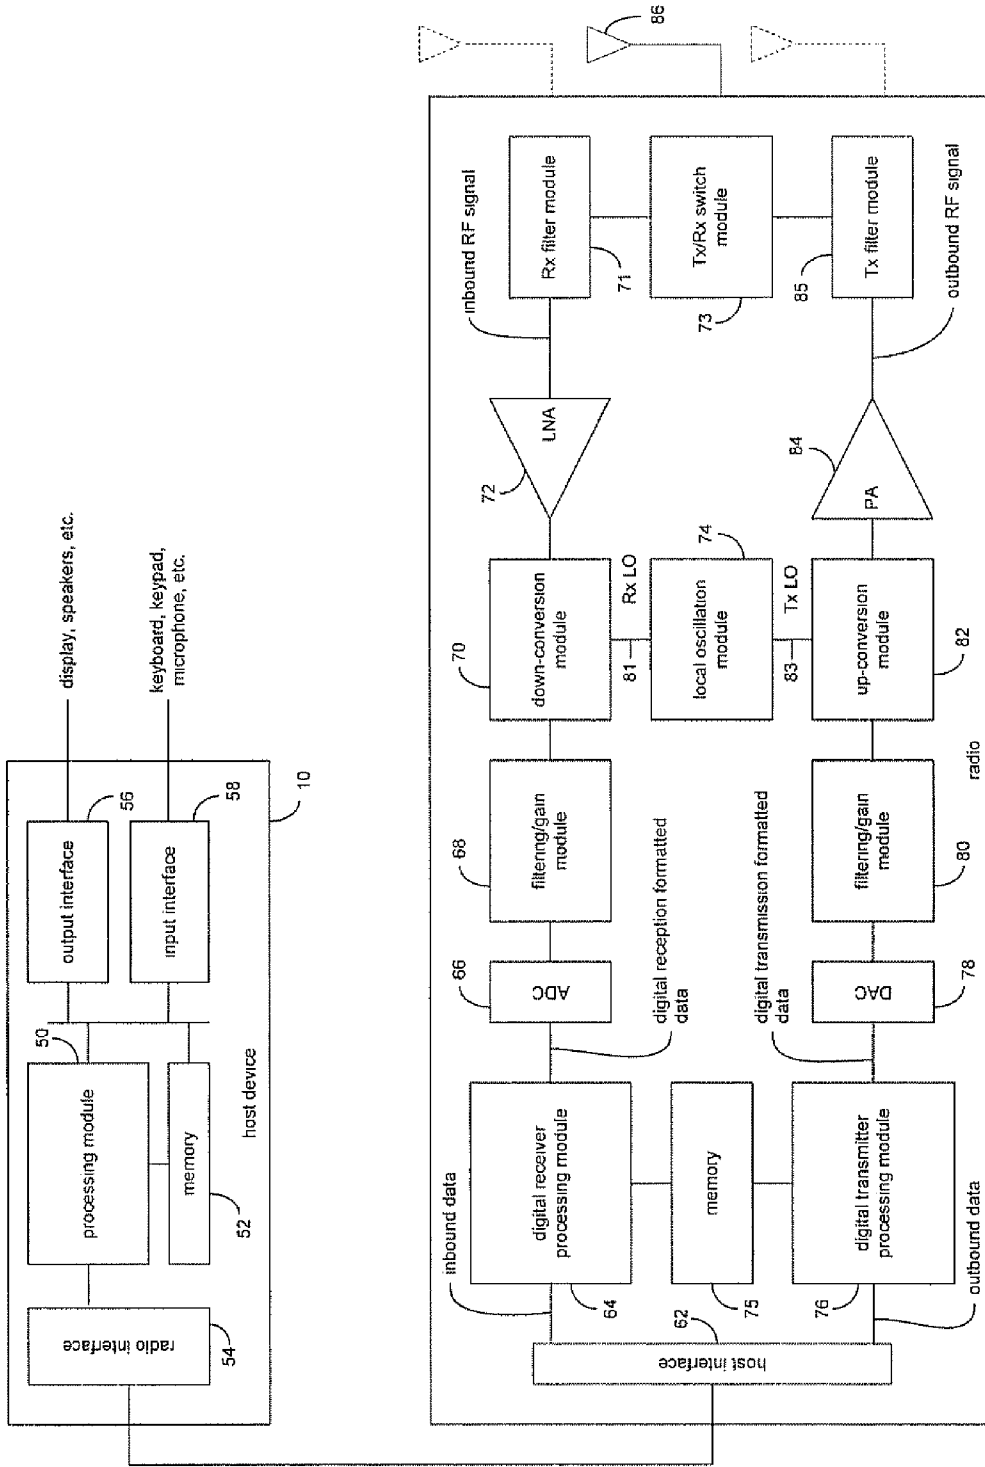 display, speakers, etc.
keyboard, keypad,
microphone, etc.
10
56
58
output interface
input interface
50
processing module
memory
52
host device
radio interface
54
86
Rx filter module
71
inbound RF signal
Tx/Rx switch
module
73
Tx filter module
85
outbound RF signal
LNA
72
PA
84
down-conversion
module
70
Rx LO
81
local oscillation
module
74
Tx LO
83
up-conversion
module
82
radio
filtering/gain
module
68
filtering/gain
module
80
ADC
66
digital reception formatted
data
DAC
78
digital transmission formatted
data
digital receiver
processing module
64
inbound data
memory
75
digital transmitter
processing module
76
outbound data
62
host interface